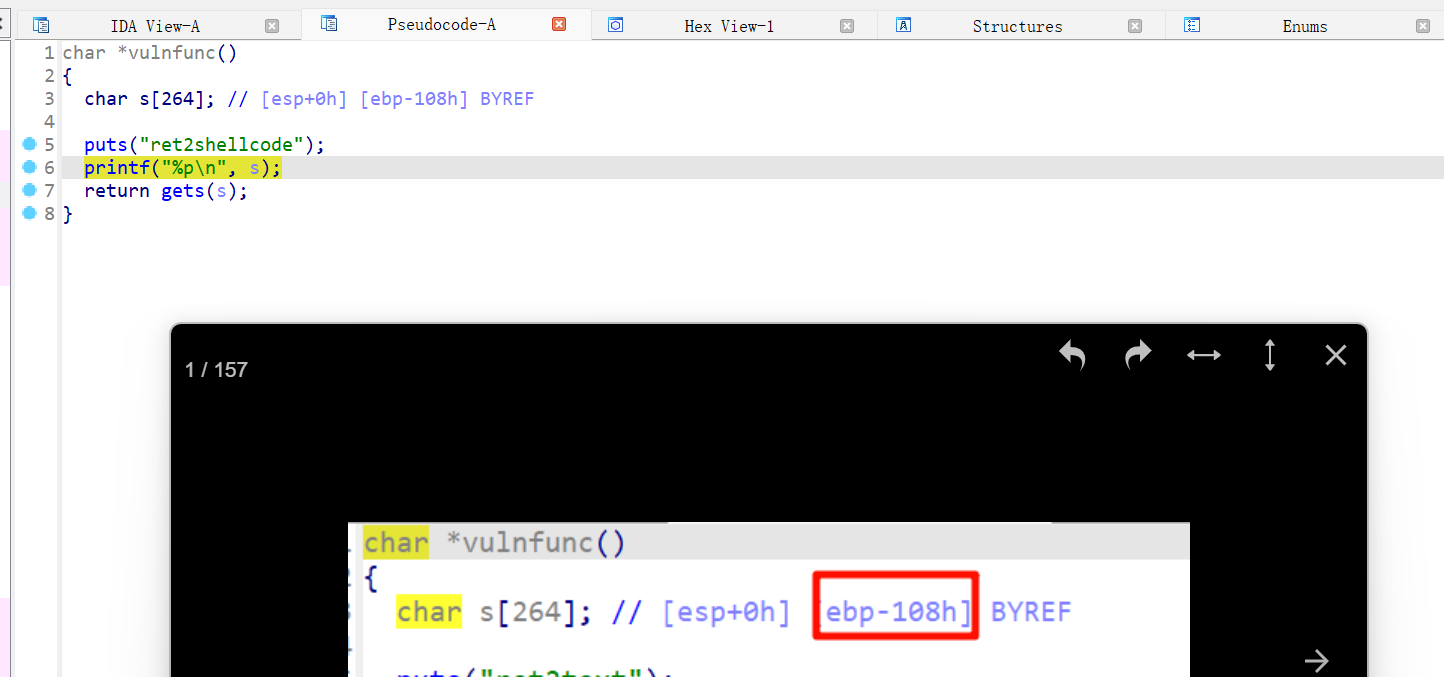 IDA View-A Pseudocode-A Hex View-1 Structures Enums
1 char *vulnfunc()
2 {
3 char s[264]; // [esp+0h] [ebp-108h] BYREF
4
5 puts("ret2shellcode");
6 printf("%p\n", s);
7 return gets(s);
8 }
1 / 157
char *vulnfunc()
{
char s[264]; // [esp+0h] [ebp-108h] BYREF
puts("ret2text");